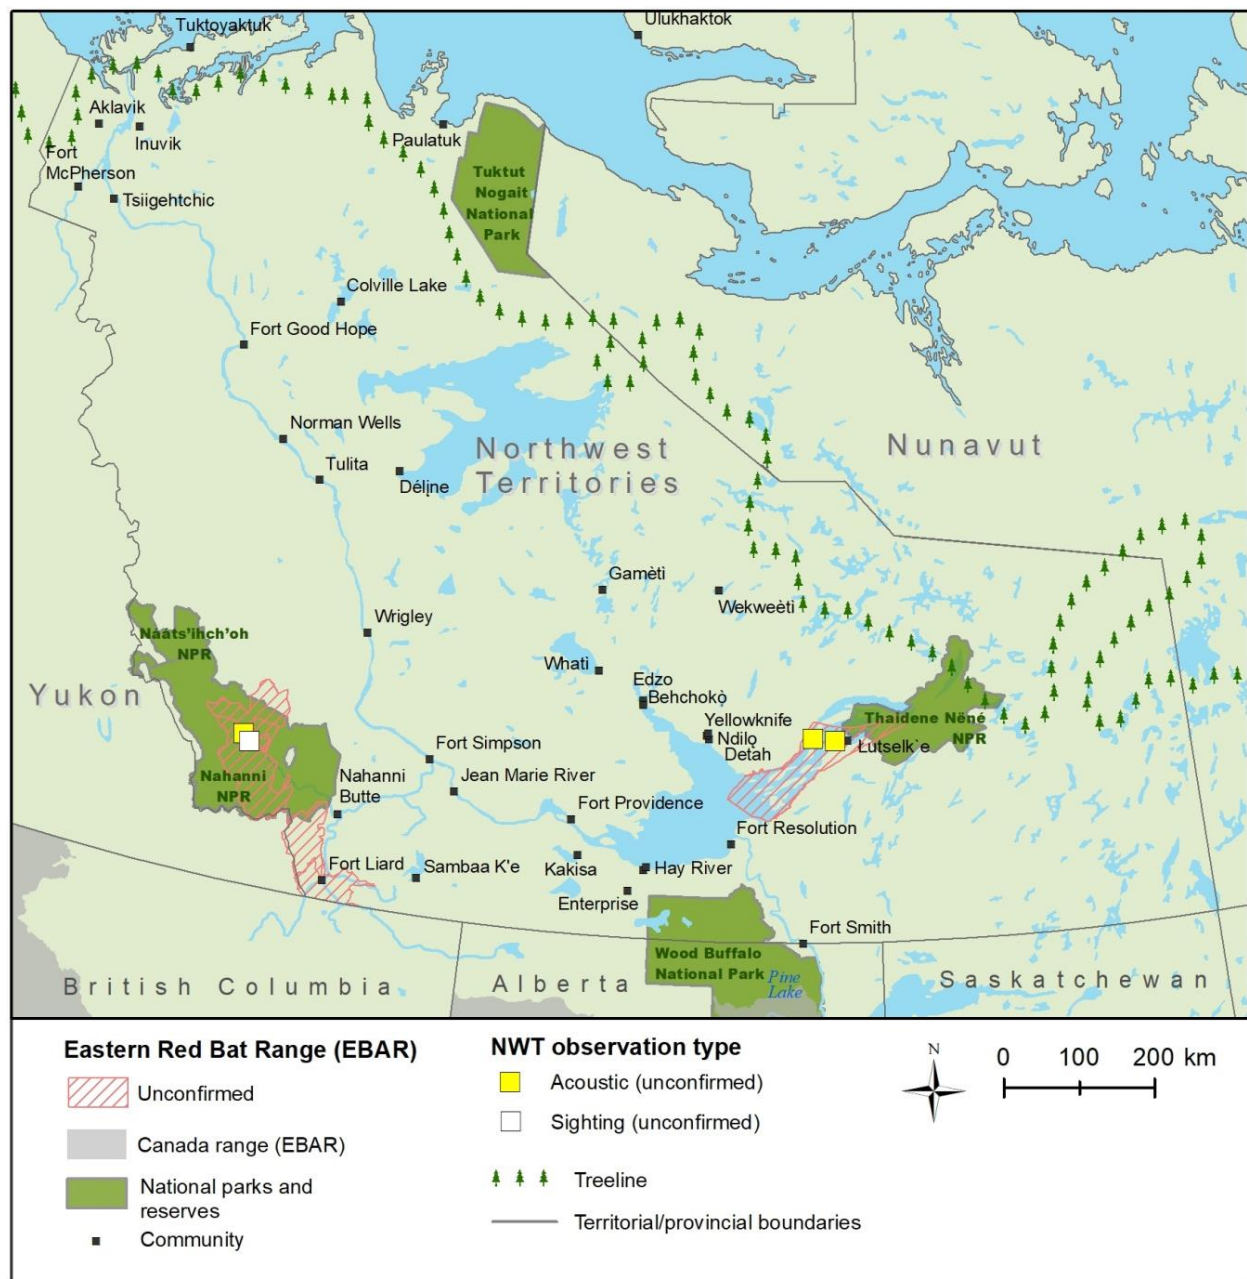 Tuktoyaktuk
Ulukhaktok
Aklavik
Inuvik
Paulatuk
Fort
McPherson
Tsiigehtchic
Tuktut
Nogait
National
Park
Colville Lake
Fort Good Hope
Norman Wells
Tulita
Délı̨ne
Northwest
Territories
Nunavut
Gamètì
Wekweètì
Wrigley
Nááts'ihch'oh
NPR
Whatì
Edzo
Behchokǫ̀
Yukon
Yellowknife
Ndilǫ
Detah
Thaidene Nëné
NPR
Lutselk`e
Fort Simpson
Jean Marie River
Nahanni
NPR
Nahanni
Butte
Fort Providence
Fort Resolution
Fort Liard
Sambaa K'e
Kakisa
Hay River
Enterprise
Fort Smith
Wood Buffalo
National Park
Pine
Lake
British Columbia
Alberta
Saskatchewan
Eastern Red Bat Range (EBAR)
Unconfirmed
Canada range (EBAR)
National parks and
reserves
Community
NWT observation type
Acoustic (unconfirmed)
Sighting (unconfirmed)
Treeline
Territorial/provincial boundaries
N
0 100 200 km